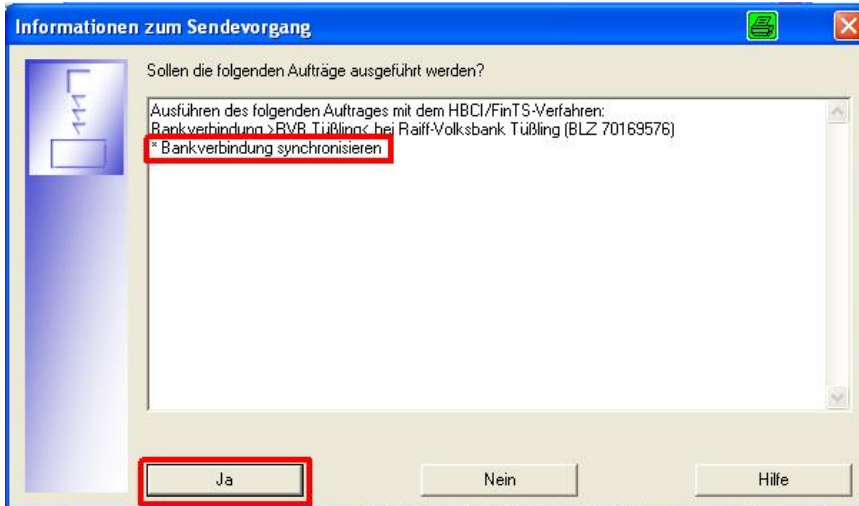 Informationen zum Sendevorgang
Sollen die folgenden Aufträge ausgeführt werden?
Ausführen des folgenden Auftrages mit dem HBCI/FinTS-Verfahren:
Bankverbindung >RVB Tüßling< bei Raiff-Volksbank Tüßling (BLZ 70169576)
* Bankverbindung synchronisieren
Ja
Nein
Hilfe